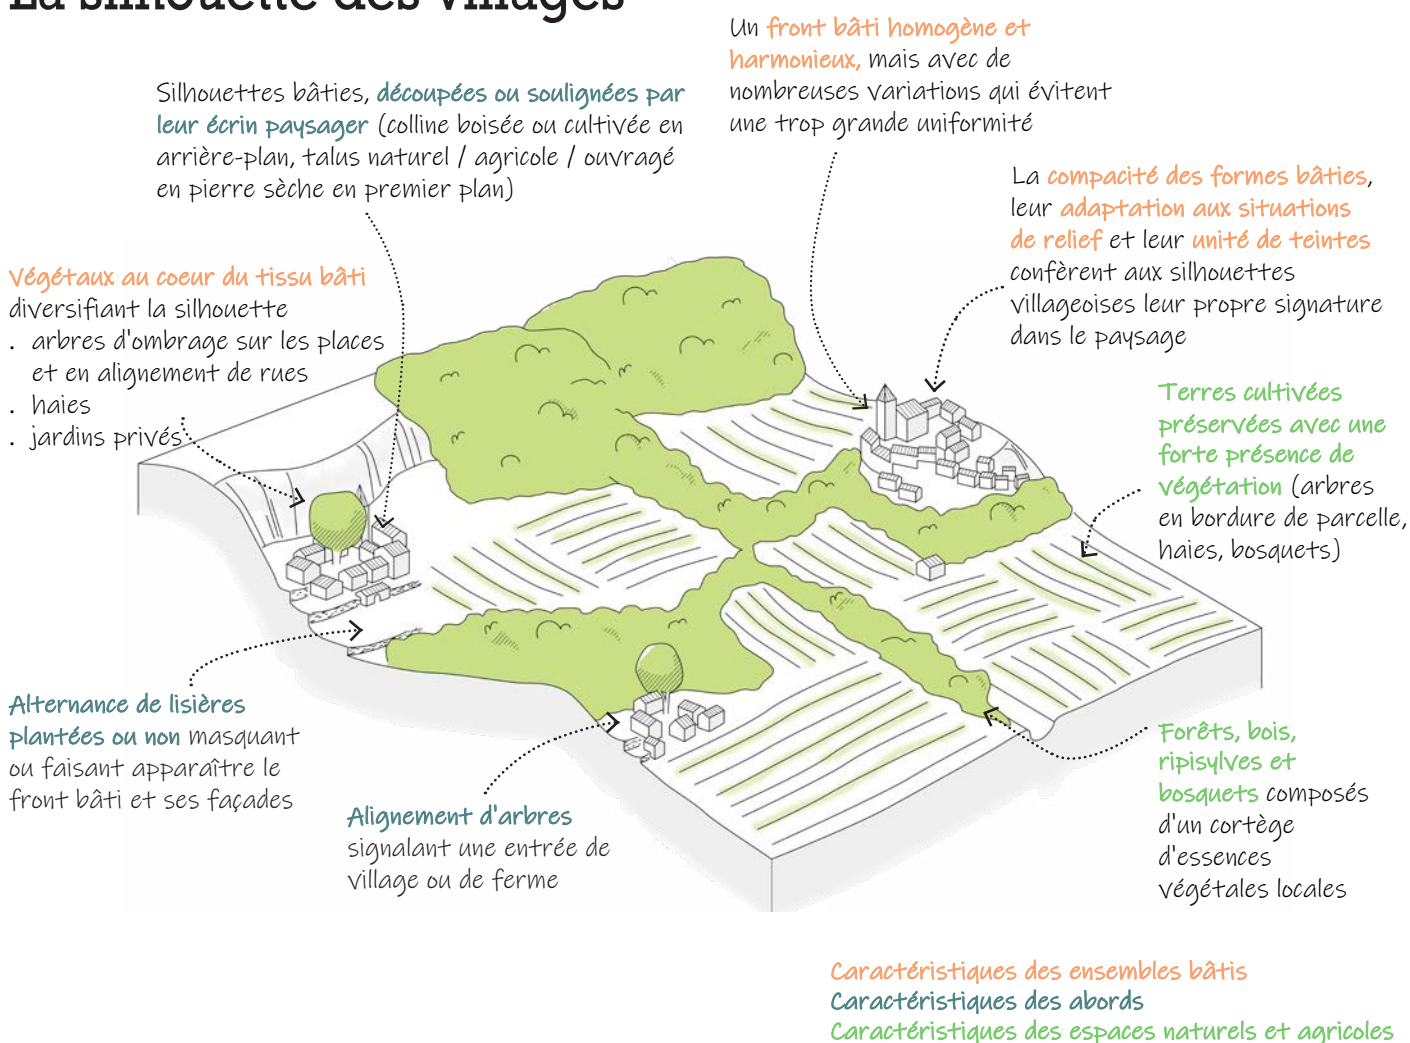 La silhouette des villages
Un front bâti homogène et
harmonieux, mais avec de
nombreuses variations qui évitent
une trop grande uniformité
Silhouettes bâties, découpées ou soulignées par
leur écrin paysager (colline boisée ou cultivée en
arrière-plan, talus naturel / agricole / ouvragé
en pierre sèche en premier plan)
La compacité des formes bâties,
leur adaptation aux situations
de relief et leur unité de teintes
confèrent aux silhouettes
villageoises leur propre signature
dans le paysage
Végétaux au coeur du tissu bâti
diversifiant la silhouette
. arbres d'ombrage sur les places
et en alignement de rues
. haies
. jardins privés
Terres cultivées
préservées avec une
forte présence de
végétation (arbres
en bordure de parcelle,
haies, bosquets)
Alternance de lisières
plantées ou non masquant
ou faisant apparaître le
front bâti et ses façades
Alignement d'arbres
signalant une entrée de
village ou de ferme
Forêts, bois,
ripisylves et
bosquets composés
d'un cortège
d'essences
végétales locales
Caractéristiques des ensembles bâtis
Caractéristiques des abords
Caractéristiques des espaces naturels et agricoles